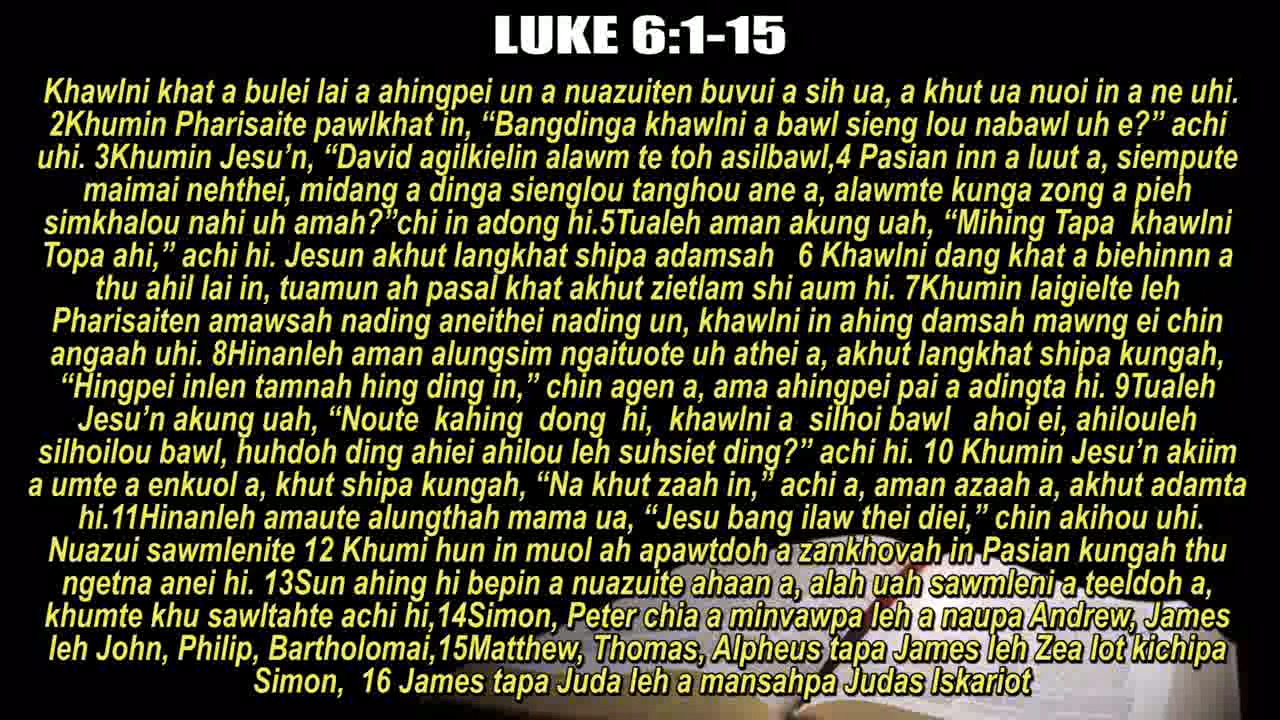 LUKE 6:1-15
Khawlni khat a bulei lai a ahingpei un a nuazuiten buvui a sih ua, a khut ua nuoi in a ne uhi.
2Khumin Pharisaite pawlkhat in, “Bangdinga khawlni a bawl sieng lou nabawl uh e?” achi
uhi. 3Khumin Jesu’n, “David agilkielin alawm te toh asilbawl,4 Pasian inn a luut a, siempute
maimai nehthei, midang a dinga sienglou tanghou ane a, alawmte kunga zong a pieh
simkhalou nahi uh amah?”chi in adong hi.5Tualeh aman akung uah, “Mihing Tapa khawlni
Topa ahi,” achi hi. Jesun akhut langkhat shipa adamsah 6 Khawlni dang khat a biehinnn a
thu ahil lai in, tuamun ah pasal khat akhut zietlam shi aum hi. 7Khumin laigielte leh
Pharisaiten amawsah nading aneithei nading un, khawlni in ahing damsah mawng ei chin
angaah uhi. 8Hinanleh aman alungsim ngaituote uh athei a, akhut langkhat shipa kungah,
“Hingpei inlen tamnah hing ding in,” chin agen a, ama ahingpei pai a adingta hi. 9Tualeh
Jesu’n akung uah, “Noute kahing dong hi, khawlni a silhoi bawl ahoi ei, ahilouleh
silhoilou bawl, huhdoh ding ahiei ahilou leh suhsiet ding?” achi hi. 10 Khumin Jesu’n akiim
a umte a enkuol a, khut shipa kungah, “Na khut zaah in,” achi a, aman azaah a, akhut adamta
hi.11Hinanleh amaute alungthah mama ua, “Jesu bang ilaw thei diei,” chin akihou uhi.
Nuazui sawmlenite 12 Khumi hun in muol ah apawtdoh a zankhovah in Pasian kungah thu
ngetna anei hi. 13Sun ahing hi bepin a nuazuite ahaan a, alah uah sawmleni a teeldoh a,
khumte khu sawltahte achi hi,14Simon, Peter chia a minvawpa leh a naupa Andrew, James
leh John, Philip, Bartholomai,15Matthew, Thomas, Alpheus tapa James leh Zea lot kichipa
Simon, 16 James tapa Juda leh a mansahpa Judas Iskariot